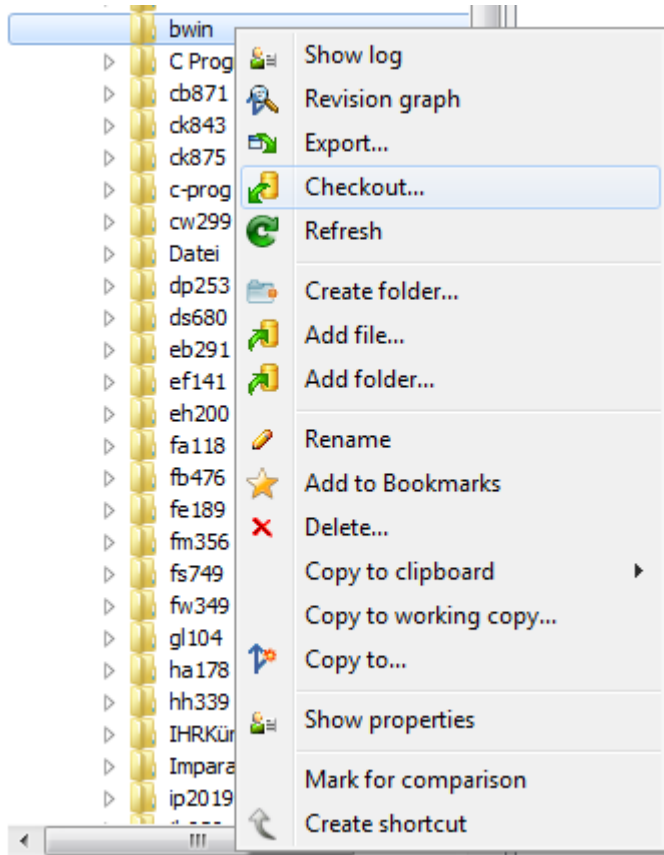 bwin
C Prog
cb871
ck843
ck875
c-prog
cw299
Datei
dp253
ds680
eb291
ef141
eh200
fa118
fb476
fe189
fm356
fs749
fw349
gl104
ha178
hh339
IHRKür
Impara
ip2019
Show log
Revision graph
Export...
Checkout...
Refresh
Create folder...
Add file...
Add folder...
Rename
Add to Bookmarks
Delete...
Copy to clipboard
Copy to working copy...
Copy to...
Show properties
Mark for comparison
Create shortcut